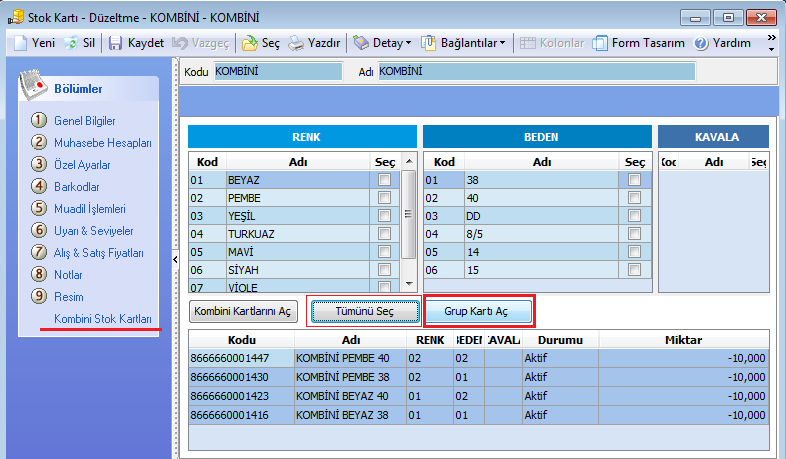 Stok Kartı - Düzeltme - KOMBİNİ - KOMBİNİ
Yeni Sil Kaydet Vazgeç Seç Yazdır Detay Bağlantılar Kolonlar Form Tasarım Yardım
Bölümler
1 Genel Bilgiler
2 Muhasebe Hesapları
3 Özel Ayarlar
4 Barkodlar
5 Muadil İşlemleri
6 Uyarı & Seviyeler
7 Alış & Satış Fiyatları
8 Notlar
9 Resim
Kombini Stok Kartları
Kodu KOMBİNİ Adı KOMBİNİ
RENK
Kod Adı Seç
01 BEYAZ
02 PEMBE
03 YEŞİL
04 TURKUAZ
05 MAVİ
06 SİYAH
07 VİOLE
BEDEN
Kod Adı Seç
01 38
02 40
03 DD
04 8/5
05 14
06 15
KAVALA
Adı
Kombini Kartlarını Aç Tümünü Seç Grup Kartı Aç
Kodu Adı RENK BEDEN KAVALA Durumu Miktar
8666660001447 KOMBİNİ PEMBE 40 02 02 Aktif -10,000
8666660001430 KOMBİNİ PEMBE 38 02 01 Aktif -10,000
8666660001423 KOMBİNİ BEYAZ 40 01 02 Aktif -10,000
8666660001416 KOMBİNİ BEYAZ 38 01 01 Aktif -10,000